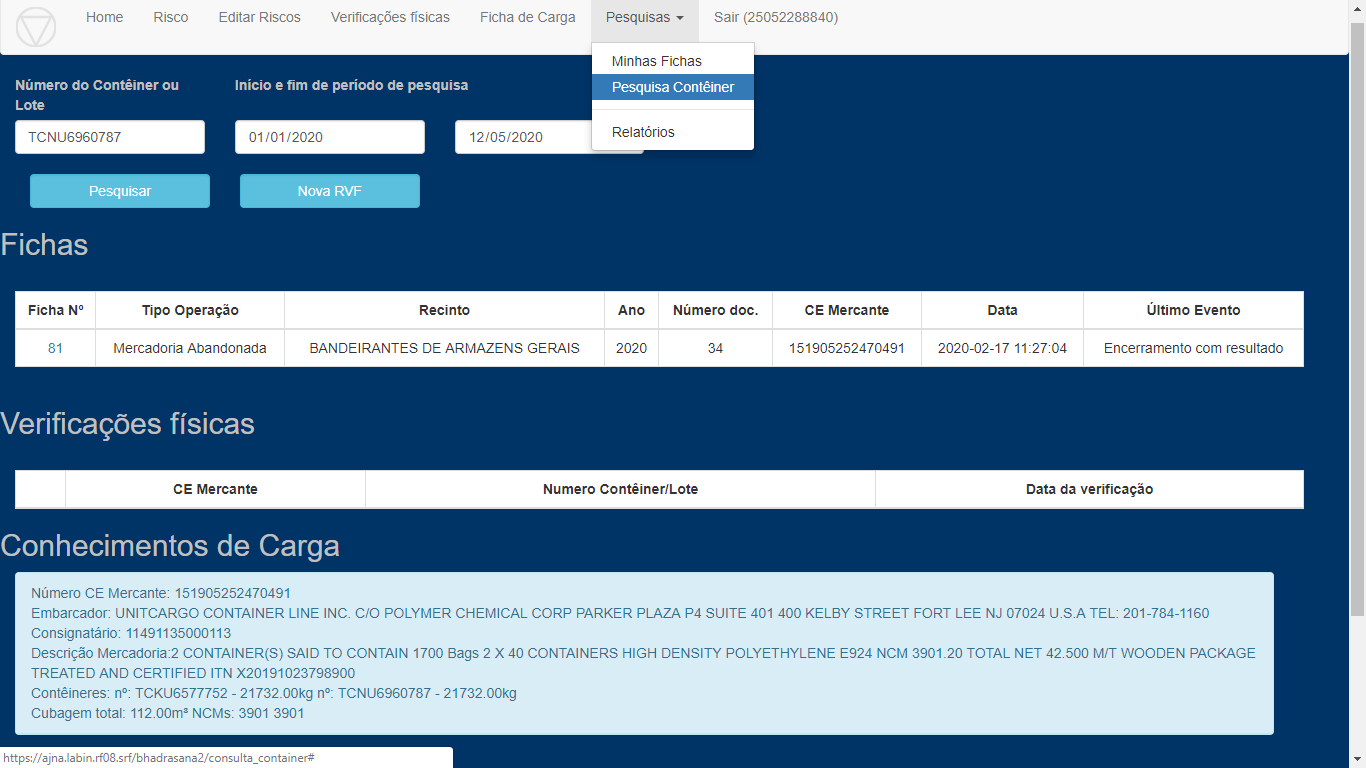 Home Risco Editar Riscos Verificações físicas Ficha de Carga Pesquisas Sair (25052288840)
Minhas Fichas
Pesquisa Contêiner
Relatórios
Número do Contêiner ou
Lote
Início e fim de período de pesquisa
TCNU6960787 01/01/2020 12/05/2020
Pesquisar Nova RVF
Fichas
Ficha Nº Tipo Operação Recinto Ano Número doc. CE Mercante Data Último Evento
81 Mercadoria Abandonada BANDEIRANTES DE ARMAZENS GERAIS 2020 34 151905252470491 2020-02-17 11:27:04 Encerramento com resultado
Verificações físicas
CE Mercante Numero Contêiner/Lote Data da verificação
Conhecimentos de Carga
Número CE Mercante: 151905252470491
Embarcador: UNITCARGO CONTAINER LINE INC. C/O POLYMER CHEMICAL CORP PARKER PLAZA P4 SUITE 401 400 KELBY STREET FORT LEE NJ 07024 U.S.A TEL: 201-784-1160
Consignatário: 11491135000113
Descrição Mercadoria:2 CONTAINER(S) SAID TO CONTAIN 1700 Bags 2 X 40 CONTAINERS HIGH DENSITY POLYETHYLENE E924 NCM 3901.20 TOTAL NET 42.500 M/T WOODEN PACKAGE
TREATED AND CERTIFIED ITN X20191023798900
Contêineres: nº: TCKU6577752 - 21732.00kg nº: TCNU6960787 - 21732.00kg
Cubagem total: 112.00m³ NCMs: 3901 3901
https://ajna.labin.rf08.srf/bhadrasana2/consulta_container#